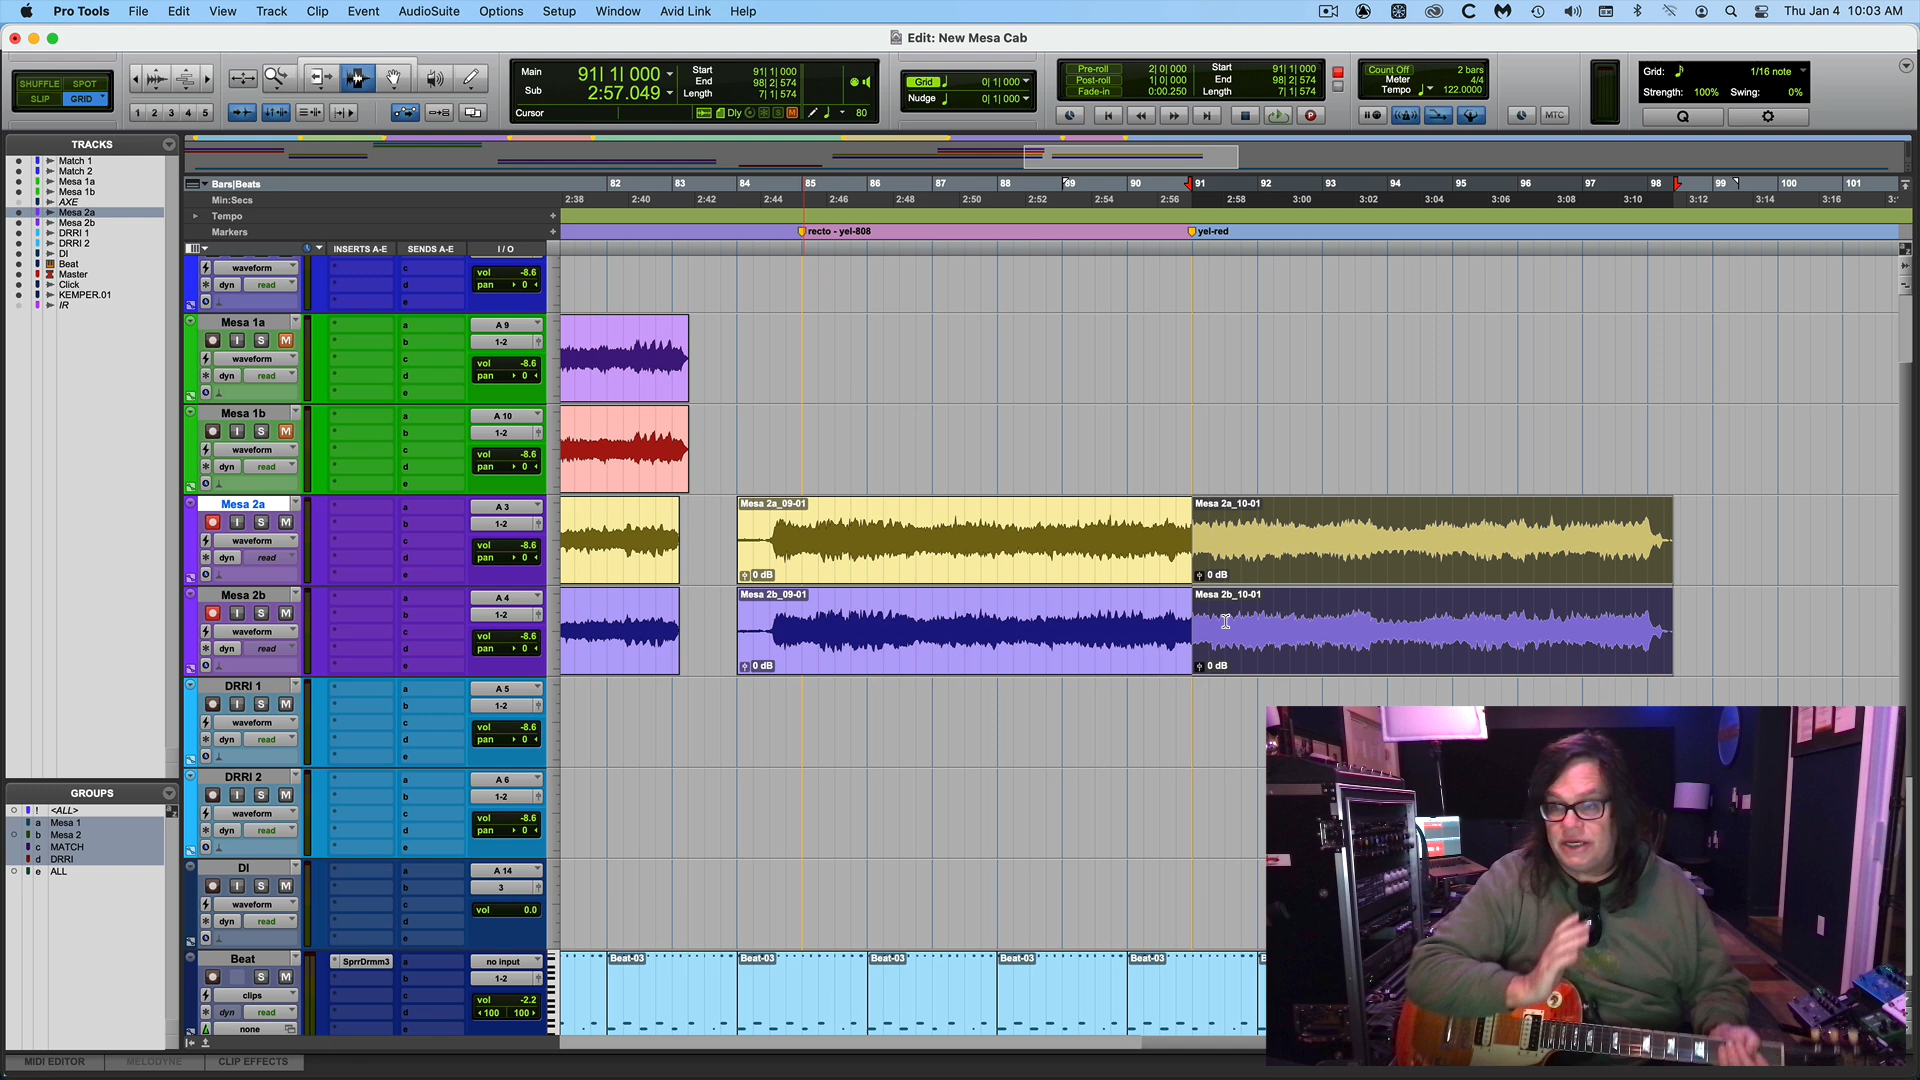 Pro Tools File Edit View Track Clip Event AudioSuite Options Setup Window Avid Link Help Thu Jan 4 10:03 AM
Edit: New Mesa Cab
SHUFFLE SPOT
SLIP GRID
1 2 3 4 5
Main 91| 1| 000
Sub 2:57.049
Start 91| 1| 000
End 98| 2| 574
Length 7| 1| 574
Cursor
Dly
80
Grid 0| 1| 000
Nudge 0| 1| 000
Pre-roll 2| 0| 000
Post-roll 1| 0| 000
Fade-in 0:00.250
Start 91| 1| 000
End 98| 2| 574
Length 7| 1| 574
Count Off 2 bars
Meter 4/4
Tempo 122.0000
MTC
Grid: 1/16 note
Strength: 100% Swing: 0%
Q
TRACKS
Match 1
Match 2
Mesa 1a
Mesa 1b
AXE
Mesa 2a
Mesa 2b
DRRI 1
DRRI 2
DI
Beat
Master
Click
KEMPER.01
IR
GROUPS
! <ALL>
a Mesa 1
b Mesa 2
c MATCH
d DRRI
e ALL
Bars|Beats 82 83 84 85 86 87 88 89 90 91 92 93 94 95 96 97 98 99 100 101
Min:Secs 2:38 2:40 2:42 2:44 2:46 2:48 2:50 2:52 2:54 2:56 2:58 3:00 3:02 3:04 3:06 3:08 3:10 3:12 3:14 3:16
Tempo
Markers recto - yel-808 yel-red
INSERTS A-E SENDS A-E I / O
waveform c vol -8.6
dyn read d pan 0
e
Mesa 1a a A 9
I S M b 1-2
waveform c vol -8.6
dyn read d pan 0
e
Mesa 1b a A 10
I S M b 1-2
waveform c vol -8.6
dyn read d pan 0
e
Mesa 2a a A 3
I S M b 1-2
waveform c vol -8.6
dyn read d pan 0
e
Mesa 2a_09-01 Mesa 2a_10-01
0 dB 0 dB
Mesa 2b a A 4
I S M b 1-2
waveform c vol -8.6
dyn read d pan 0
e
Mesa 2b_09-01 Mesa 2b_10-01
0 dB 0 dB
DRRI 1 a A 5
I S M b 1-2
waveform c vol -8.6
dyn read d pan 0
e
DRRI 2 a A 6
I S M b 1-2
waveform c vol -8.6
dyn read d pan 0
e
DI a A 14
I S M b 3
waveform c vol 0.0
dyn read d
e
Beat SprrDrmm3 a no input
S M b 1-2
clips c vol -2.2
dyn read d 100 100
none e
Beat-03 Beat-03 Beat-03 Beat-03 Beat-03
MIDI EDITOR MELODYNE CLIP EFFECTS